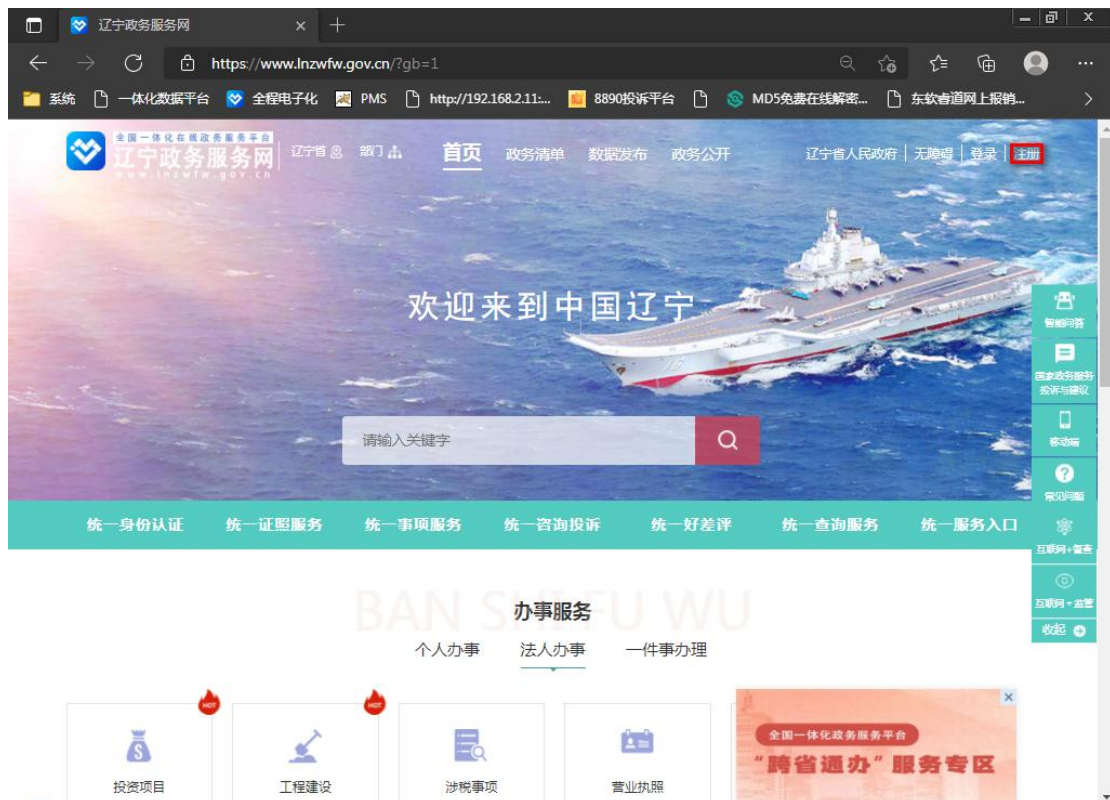 辽宁政务服务网
https://www.lnzwfw.gov.cn/?gb=1
系统 一体化数据平台 全程电子化 PMS http://192.168.2.11:... 8890投诉平台 MD5免费在线解密... 东软睿道网上报销...
全国一体化在线政务服务平台
辽宁政务服务网
www.lnzwfw.gov.cn
辽宁省 部门 首页 政务清单 数据发布 政务公开 辽宁省人民政府 无障碍 登录 注册
欢迎来到中国辽宁
请输入关键字
智能问答
国家政务服务
投诉与建议
移动端
常见问题
互联网+督查
互联网+监管
收起
统一身份认证 统一证照服务 统一事项服务 统一咨询投诉 统一好差评 统一查询服务 统一服务入口
BAN SHI FU WU
办事服务
个人办事 法人办事 一件事办理
HOT HOT
投资项目 工程建设 涉税事项 营业执照
全国一体化政务服务平台
“跨省通办”服务专区